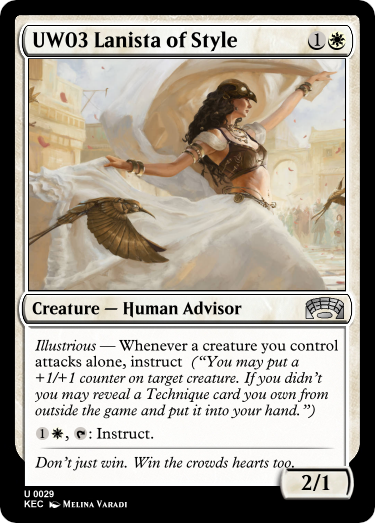 UW03 Lanista of Style 1
Creature — Human Advisor
Illustrious — Whenever a creature you control
attacks alone, instruct (“You may put a
+1/+1 counter on target creature. If you didn’t
you may reveal a Technique card you own from
outside the game and put it into your hand.”)
1, : Instruct.
Don’t just win. Win the crowds hearts too.
2/1
U 0029
KEC Melina Varadi